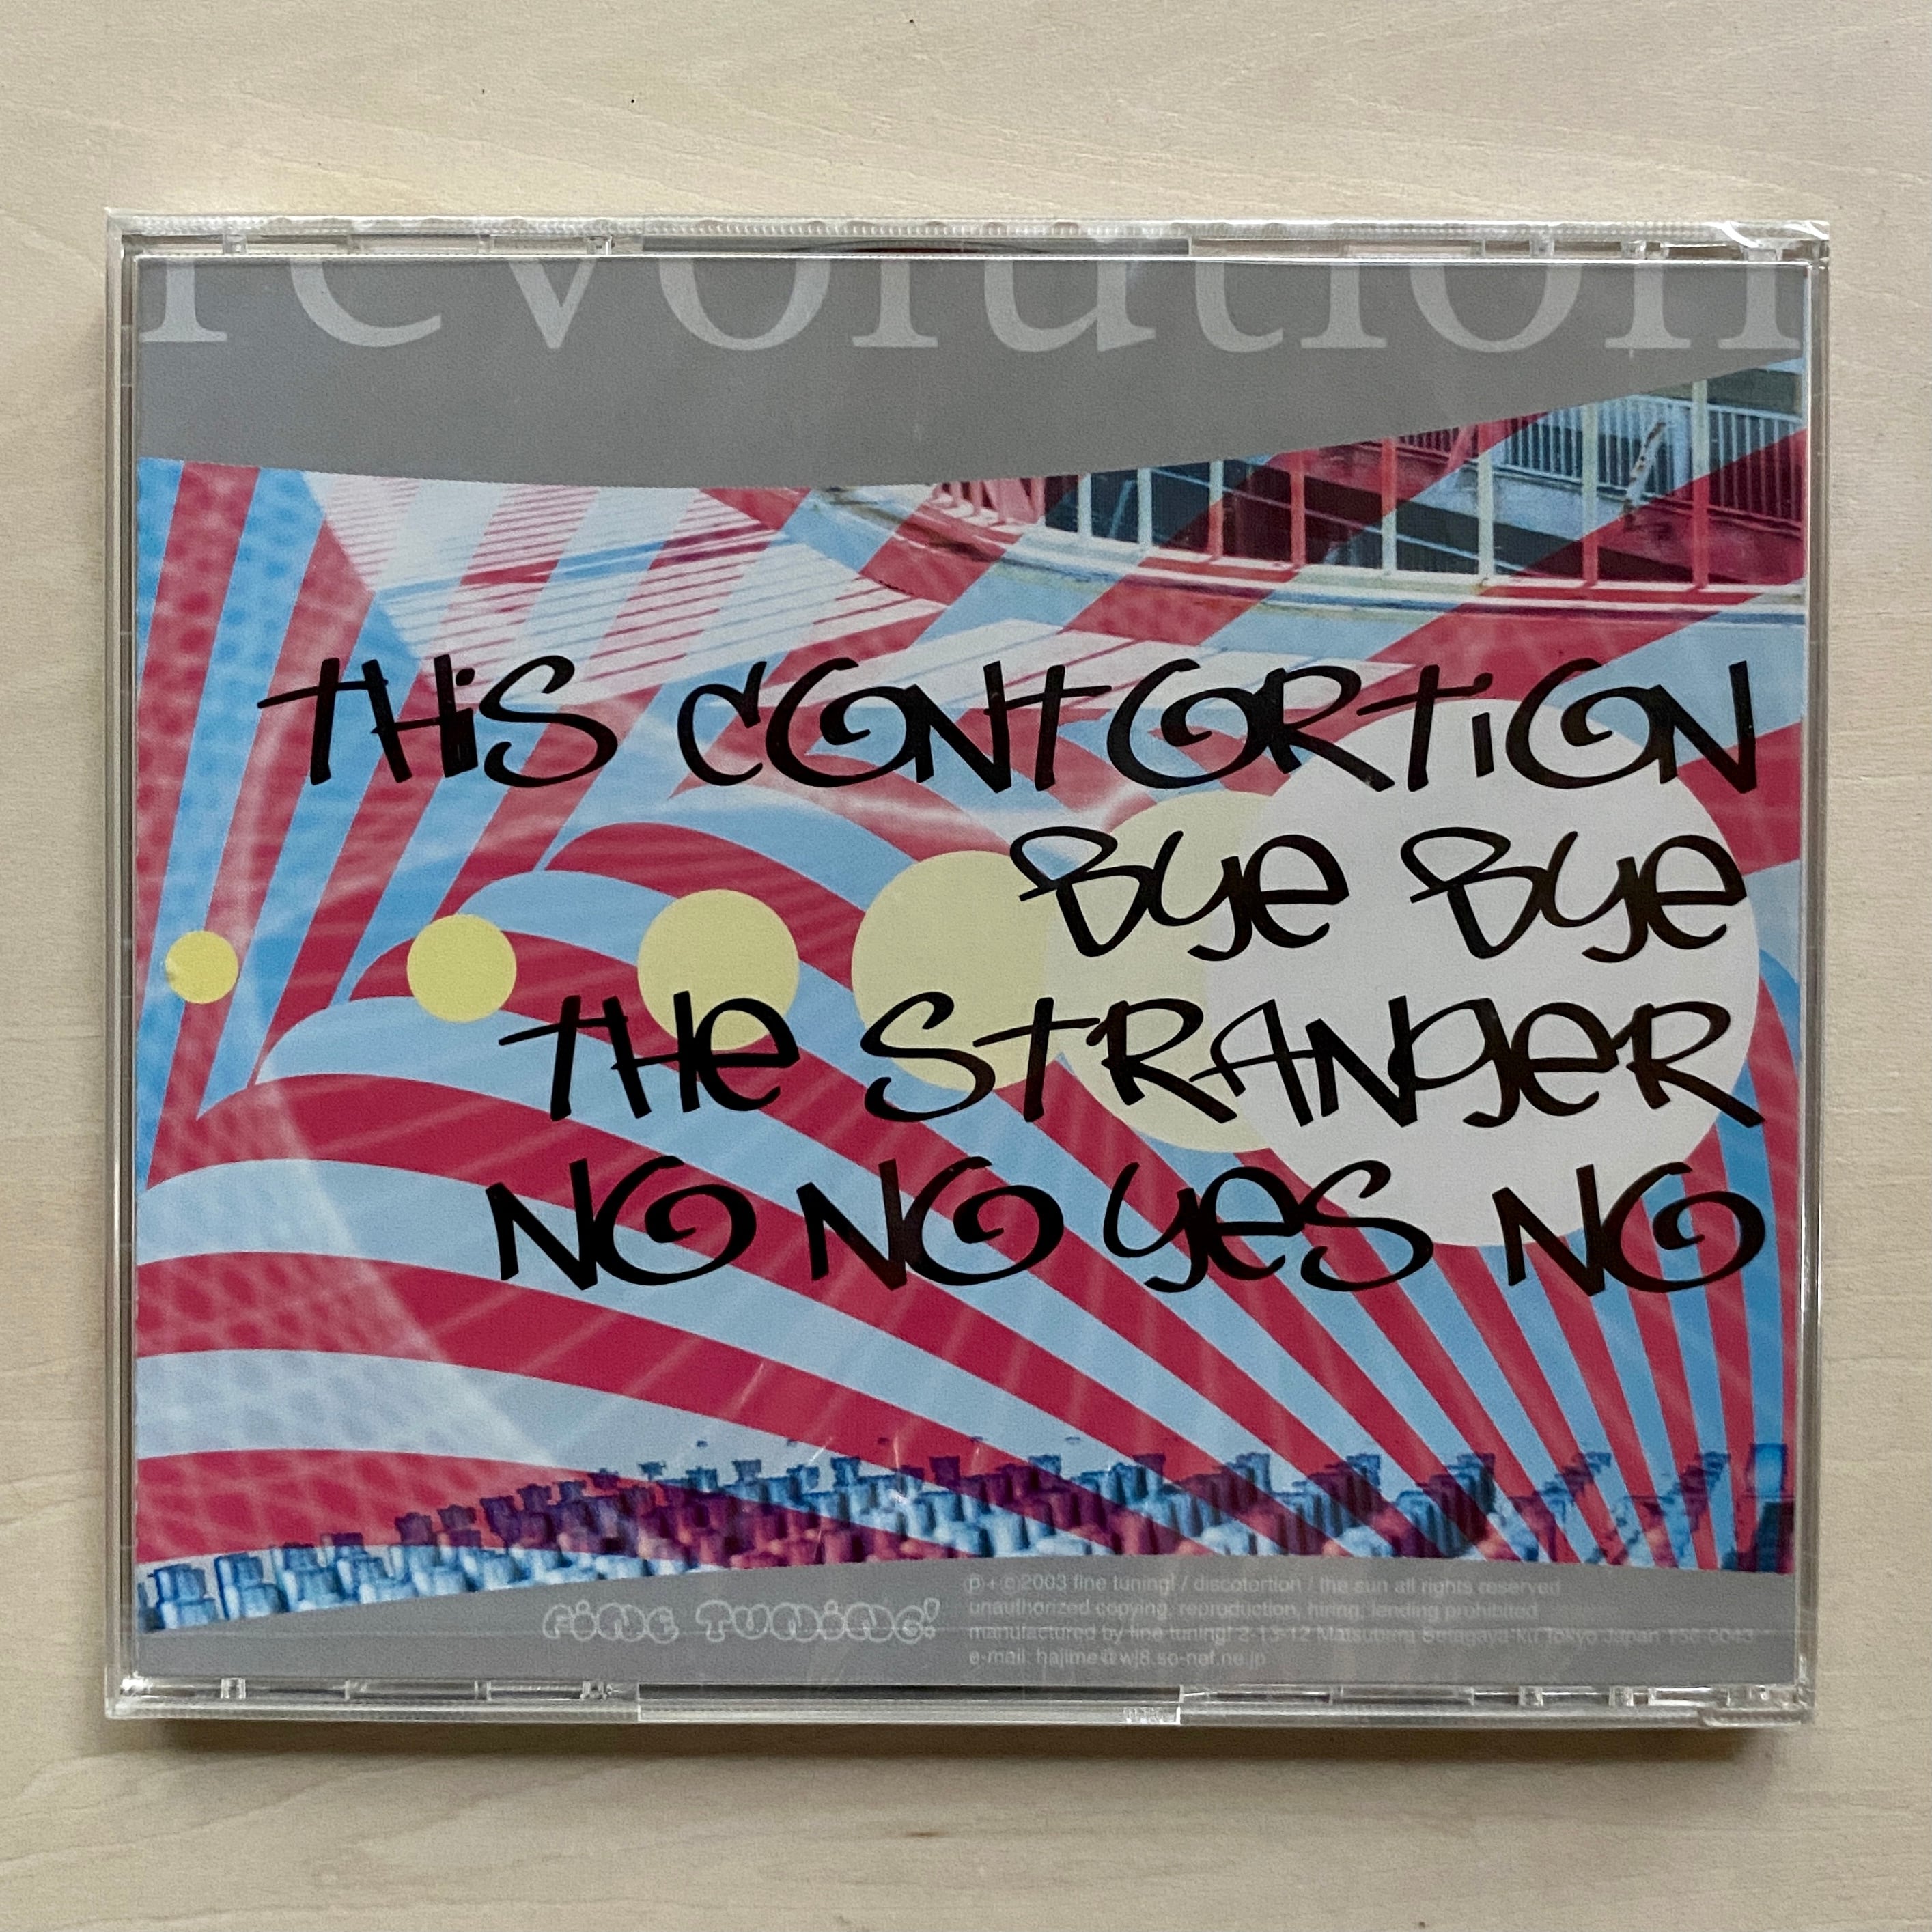 revolution
THiS CONTORTiON
Bye Bye
THe STRANgeR
NO NO yeS NO
FiNe TUNiNG!
ⓟ+©2003 fine tuning! / discotortion / the sun all rights reserved
unauthorized copying, reproduction, hiring, lending prohibited
manufactured by fine tuning! 2-13-12 Matsubara Setagaya-ku Tokyo Japan 156-0043
e-mail: hajime@wj8.so-net.ne.jp